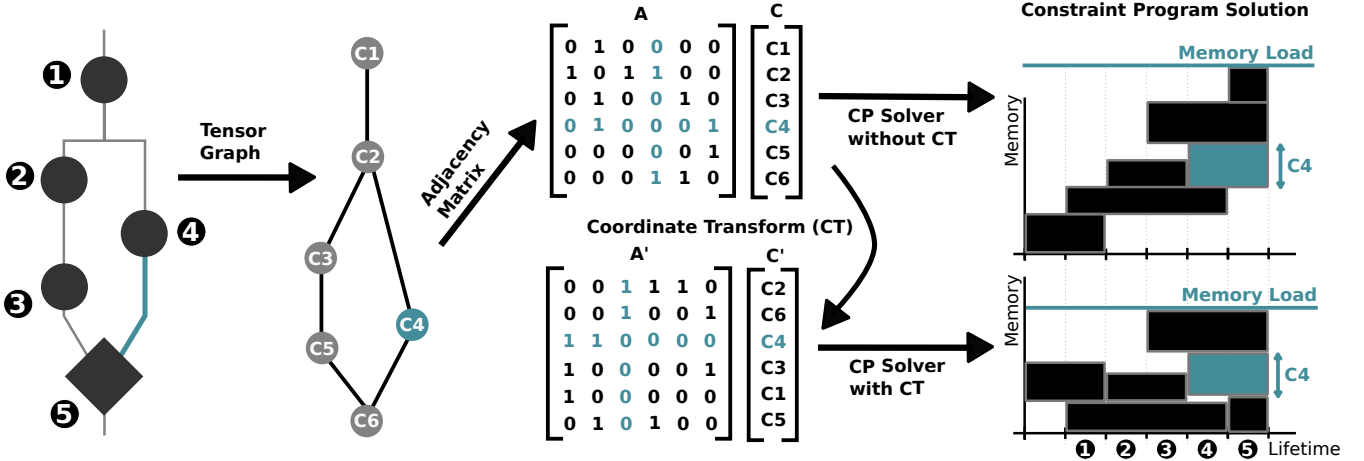 1
2
4
3
5
Tensor
Graph
C1
C2
C3
C4
C5
C6
Adjacency
Matrix
A C
0 1 0 0 0 0 C1
1 0 1 1 0 0 C2
0 1 0 0 1 0 C3
0 1 0 0 0 1 C4
0 0 0 0 0 1 C5
0 0 0 1 1 0 C6
Coordinate Transform (CT)
A' C'
0 0 1 1 1 0 C2
0 0 1 0 0 1 C6
1 1 0 0 0 0 C4
1 0 0 0 0 1 C3
1 0 0 0 0 0 C1
0 1 0 1 0 0 C5
CP Solver
without CT
CP Solver
with CT
Constraint Program Solution
Memory Load
Memory
C4
Memory Load
Memory
C4
1 2 3 4 5 Lifetime